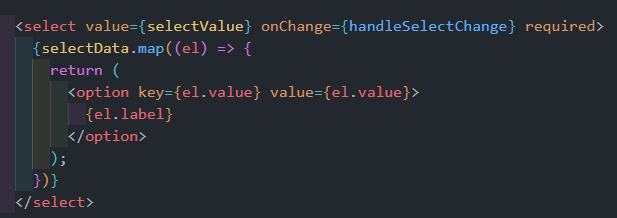 <select value={selectValue} onChange={handleSelectChange} required>
  {selectData.map((el) => {
    return (
      <option key={el.value} value={el.value}>
        {el.label}
      </option>
    );
  })}
</select>